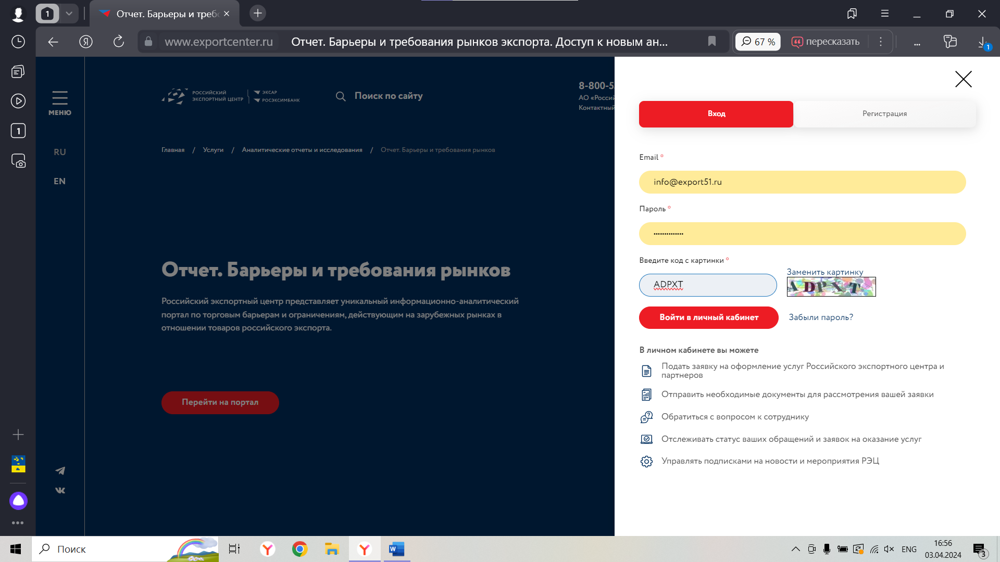 1
Отчет. Барьеры и треб
www.exportcenter.ru
Отчет. Барьеры и требования рынков экспорта. Доступ к новым ан...
67 %
пересказать
...
1
1
МЕНЮ
RU
EN
РОССИЙСКИЙ
ЭКСПОРТНЫЙ ЦЕНТР
ЭКСАР
РОСЭКСИМБАНК
Поиск по сайту
8-800-5
АО «Россий
Контактный
Главная / Услуги / Аналитические отчеты и исследования / Отчет. Барьеры и требования рынков
Отчет. Барьеры и требования рынков
Российский экспортный центр представляет уникальный информационно-аналитический
портал по торговым барьерам и ограничениям, действующим на зарубежных рынках в
отношении товаров российского экспорта.
Перейти на портал
Вход
Регистрация
Email *
info@export51.ru
Пароль *
••••••••••••••
Введите код с картинки *
ADPXT
Заменить картинку
ADPXT
Войти в личный кабинет
Забыли пароль?
В личном кабинете вы можете
Подать заявку на оформление услуг Российского экспортного центра и
партнеров
Отправить необходимые документы для рассмотрения вашей заявки
Обратиться с вопросом к сотруднику
Отслеживать статус ваших обращений и заявок на оказание услуг
Управлять подписками на новости и мероприятия РЭЦ
Поиск
ENG
16:56
03.04.2024
3